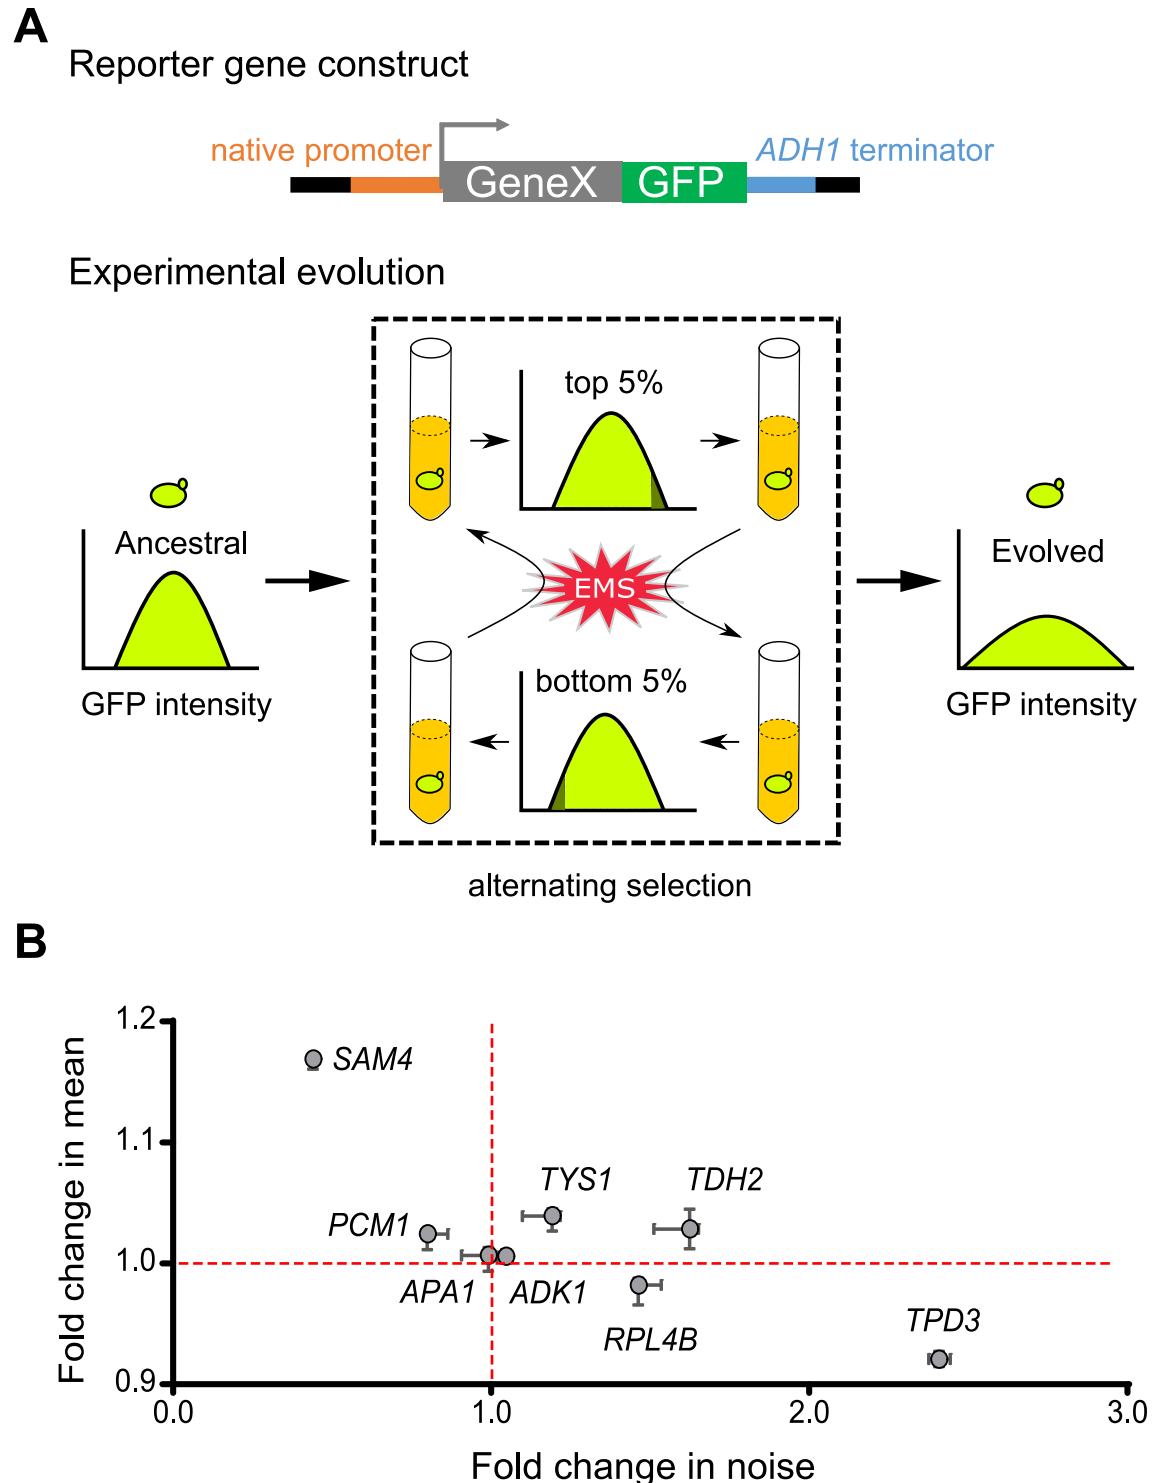 A
Reporter gene construct
native promoter
ADH1 terminator
GeneX
GFP
Experimental evolution
top 5%
Ancestral
EMS
Evolved
GFP intensity
bottom 5%
GFP intensity
alternating selection
B
Fold change in mean
1.2
1.1
1.0
0.9
SAM4
TYS1
TDH2
PCM1
APA1
ADK1
RPL4B
TPD3
0.0
1.0
2.0
3.0
Fold change in noise